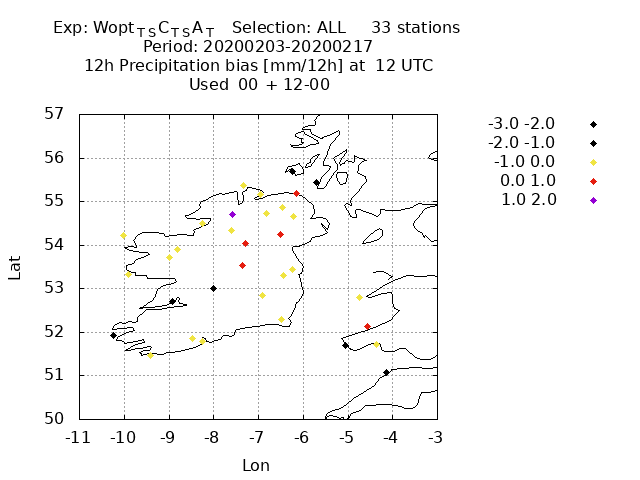 Exp: Wopt T S C T S A T Selection: ALL 33 stations
Period: 20200203-20200217
12h Precipitation bias [mm/12h] at 12 UTC
Used 00 + 12-00
57
56
55
54
53
52
51
50
-11 -10 -9 -8 -7 -6 -5 -4 -3
Lat
Lon
-3.0 -2.0
-2.0 -1.0
-1.0 0.0
0.0 1.0
1.0 2.0